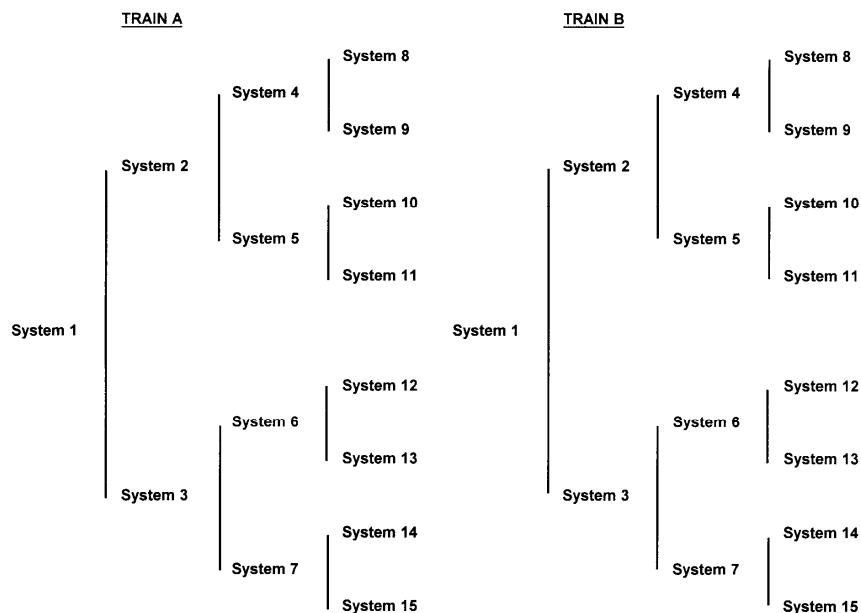 TRAIN A
TRAIN B
System 8
System 8
System 4
System 4
System 9
System 9
System 2
System 2
System 10
System 10
System 5
System 5
System 11
System 11
System 1
System 1
System 12
System 12
System 6
System 6
System 13
System 13
System 3
System 3
System 14
System 14
System 7
System 7
System 15
System 15